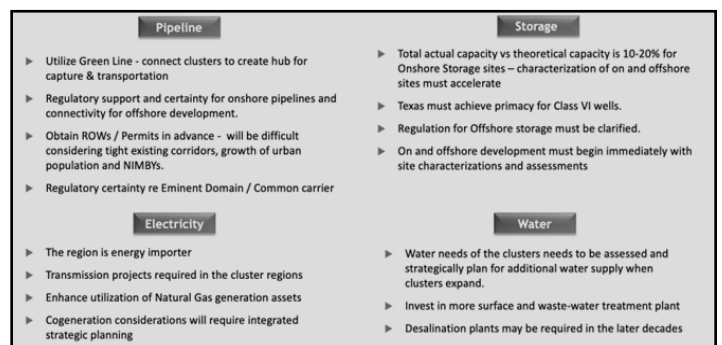 Pipeline
Utilize Green Line - connect clusters to create hub for
capture & transportation
Regulatory support and certainty for onshore pipelines and
connectivity for offshore development.
Obtain ROWs / Permits in advance - will be difficult
considering tight existing corridors, growth of urban
population and NIMBYs.
Regulatory certainty re Eminent Domain / Common carrier
Storage
Total actual capacity vs theoretical capacity is 10-20% for
Onshore Storage sites – characterization of on and offshore
sites must accelerate
Texas must achieve primacy for Class VI wells.
Regulation for Offshore storage must be clarified.
On and offshore development must begin immediately with
site characterizations and assessments
Electricity
The region is energy importer
Transmission projects required in the cluster regions
Enhance utilization of Natural Gas generation assets
Cogeneration considerations will require integrated
strategic planning
Water
Water needs of the clusters needs to be assessed and
strategically plan for additional water supply when
clusters expand.
Invest in more surface and waste-water treatment plant
Desalination plants may be required in the later decades